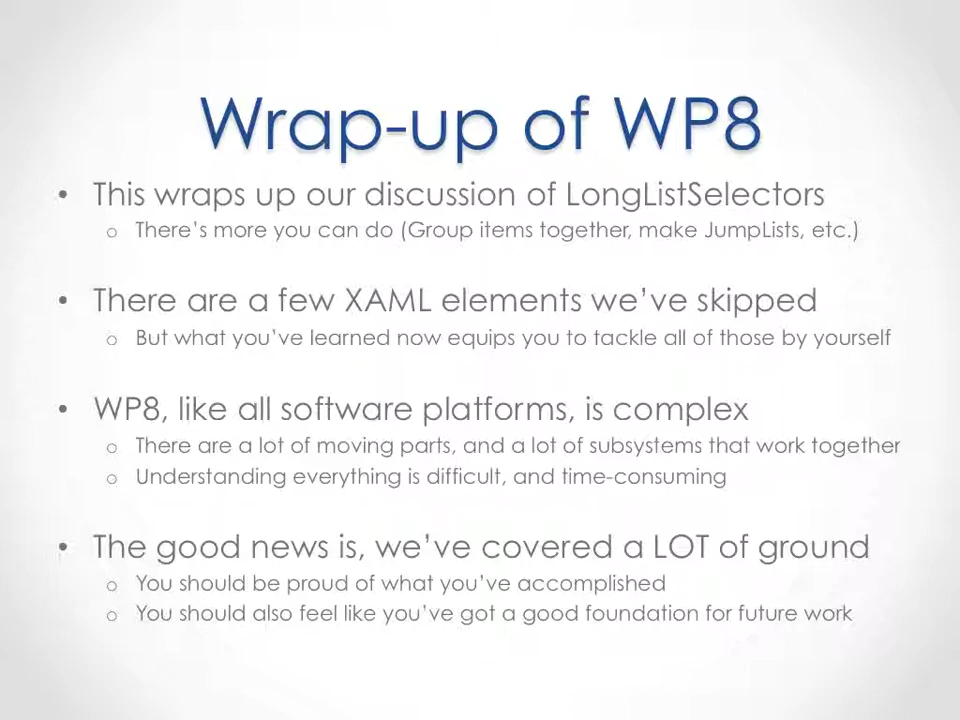 Wrap-up of WP8
• This wraps up our discussion of LongListSelectors
o There's more you can do (Group items together, make JumpLists, etc.)
• There are a few XAML elements we've skipped
o But what you've learned now equips you to tackle all of those by yourself
• WP8, like all software platforms, is complex
o There are a lot of moving parts, and a lot of subsystems that work together
o Understanding everything is difficult, and time-consuming
• The good news is, we've covered a LOT of ground
o You should be proud of what you've accomplished
o You should also feel like you've got a good foundation for future work